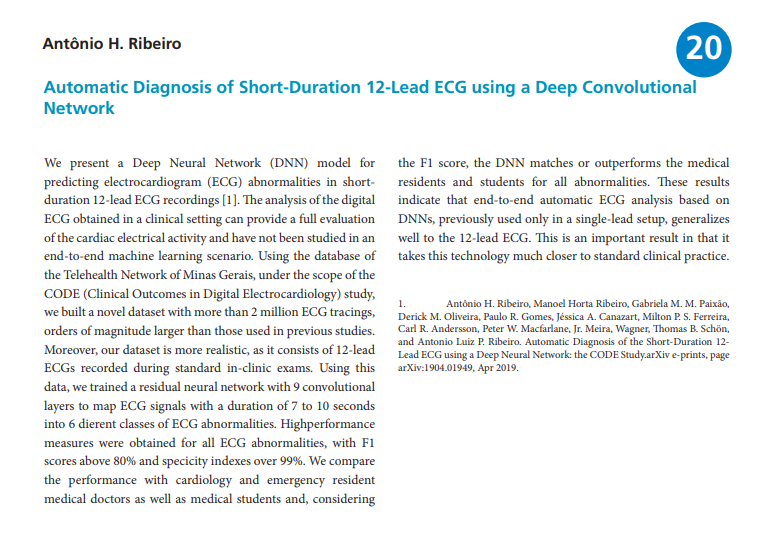 Antônio H. Ribeiro
20
Automatic Diagnosis of Short-Duration 12-Lead ECG using a Deep Convolutional
Network
We present a Deep Neural Network (DNN) model for
predicting electrocardiogram (ECG) abnormalities in short-
duration 12-lead ECG recordings [1]. The analysis of the digital
ECG obtained in a clinical setting can provide a full evaluation
of the cardiac electrical activity and have not been studied in an
end-to-end machine learning scenario. Using the database of
the Telehealth Network of Minas Gerais, under the scope of the
CODE (Clinical Outcomes in Digital Electrocardiology) study,
we built a novel dataset with more than 2 million ECG tracings,
orders of magnitude larger than those used in previous studies.
Moreover, our dataset is more realistic, as it consists of 12-lead
ECGs recorded during standard in-clinic exams. Using this
data, we trained a residual neural network with 9 convolutional
layers to map ECG signals with a duration of 7 to 10 seconds
into 6 dierent classes of ECG abnormalities. Highperformance
measures were obtained for all ECG abnormalities, with F1
scores above 80% and specicity indexes over 99%. We compare
the performance with cardiology and emergency resident
medical doctors as well as medical students and, considering
the F1 score, the DNN matches or outperforms the medical
residents and students for all abnormalities. These results
indicate that end-to-end automatic ECG analysis based on
DNNs, previously used only in a single-lead setup, generalizes
well to the 12-lead ECG. This is an important result in that it
takes this technology much closer to standard clinical practice.
1. Antônio H. Ribeiro, Manoel Horta Ribeiro, Gabriela M. M. Paixão,
Derick M. Oliveira, Paulo R. Gomes, Jéssica A. Canazart, Milton P. S. Ferreira,
Carl R. Andersson, Peter W. Macfarlane, Jr. Meira, Wagner, Thomas B. Schön,
and Antonio Luiz P. Ribeiro. Automatic Diagnosis of the Short-Duration 12-
Lead ECG using a Deep Neural Network: the CODE Study.arXiv e-prints, page
arXiv:1904.01949, Apr 2019.